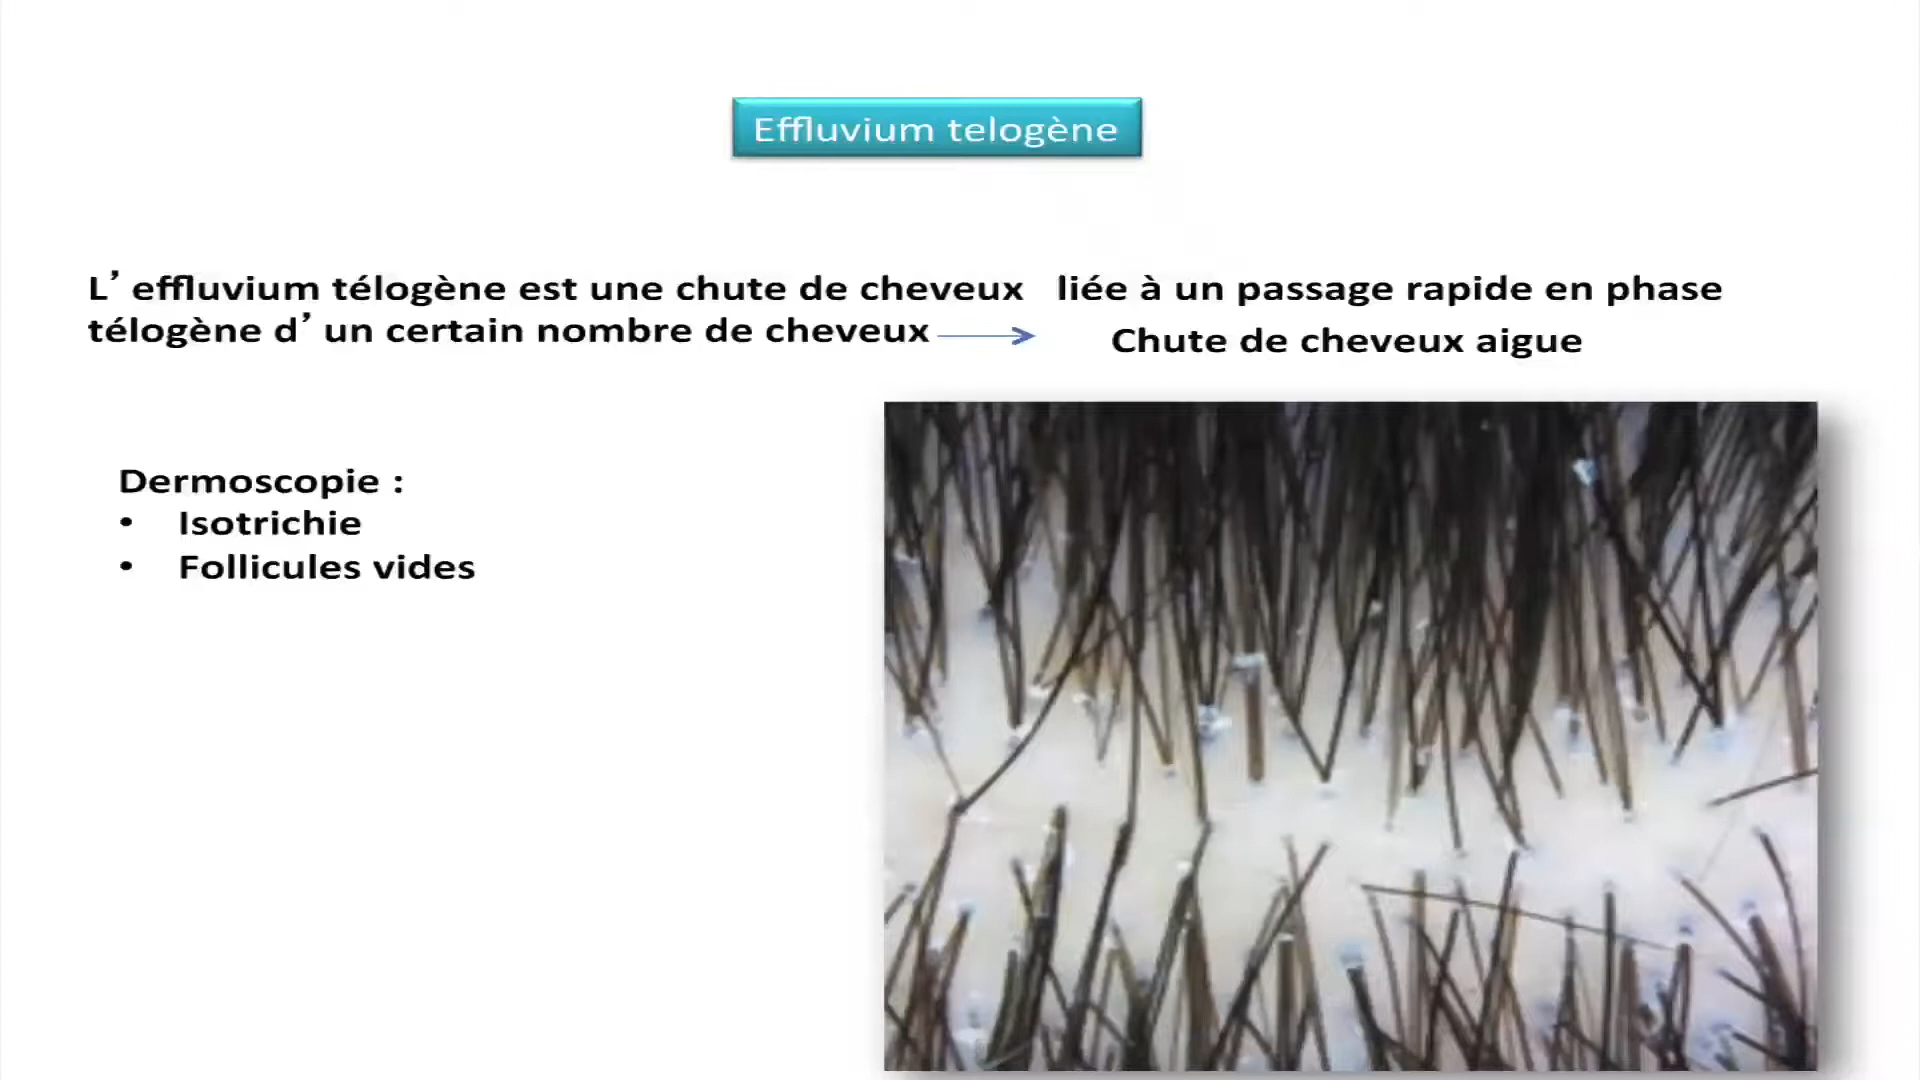 Effluvium telogène
L’ effluvium télogène est une chute de cheveux liée à un passage rapide en phase
télogène d’ un certain nombre de cheveux
Chute de cheveux aigue
Dermoscopie :
• Isotrichie
• Follicules vides